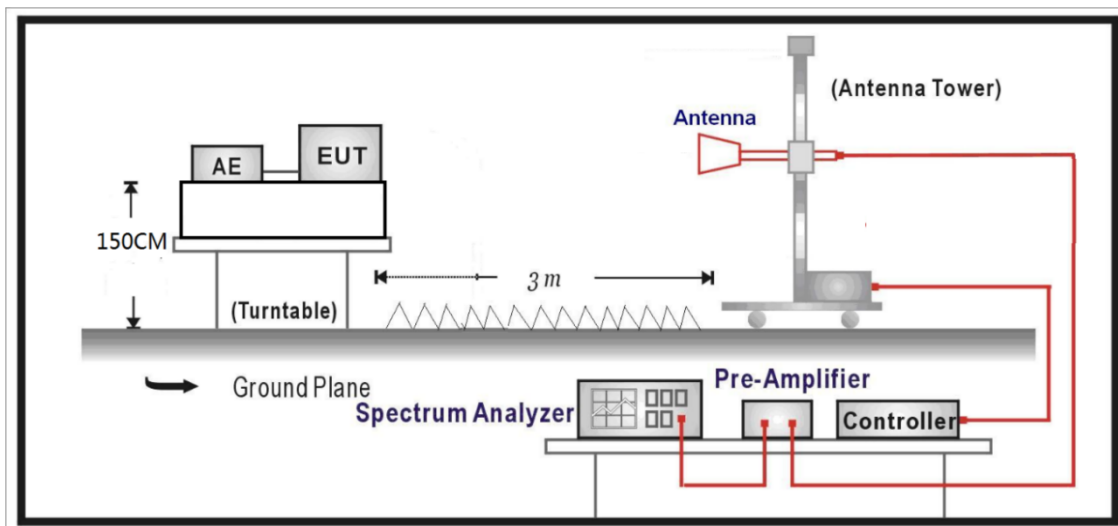 (Antenna Tower)
Antenna
AE
EUT
150CM
3 m
(Turntable)
Ground Plane
Pre-Amplifier
Spectrum Analyzer
Controller